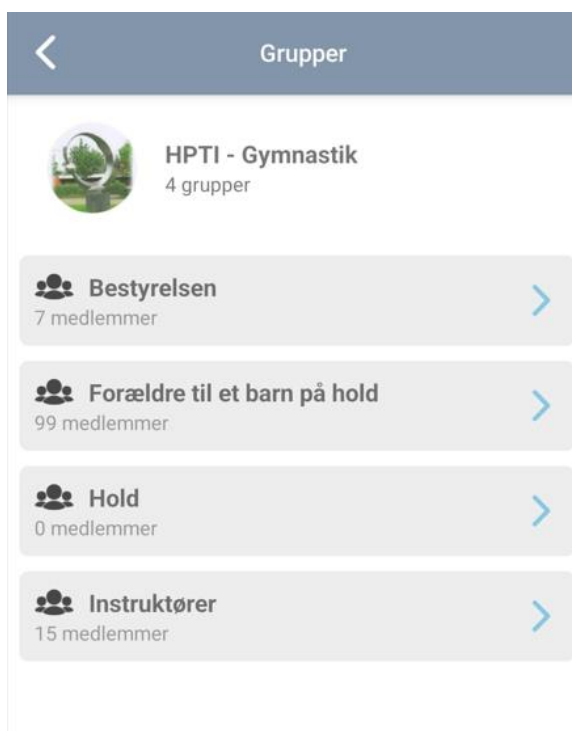 Grupper
HPTI - Gymnastik
4 grupper
Bestyrelsen
7 medlemmer
Forældre til et barn på hold
99 medlemmer
Hold
0 medlemmer
Instruktører
15 medlemmer